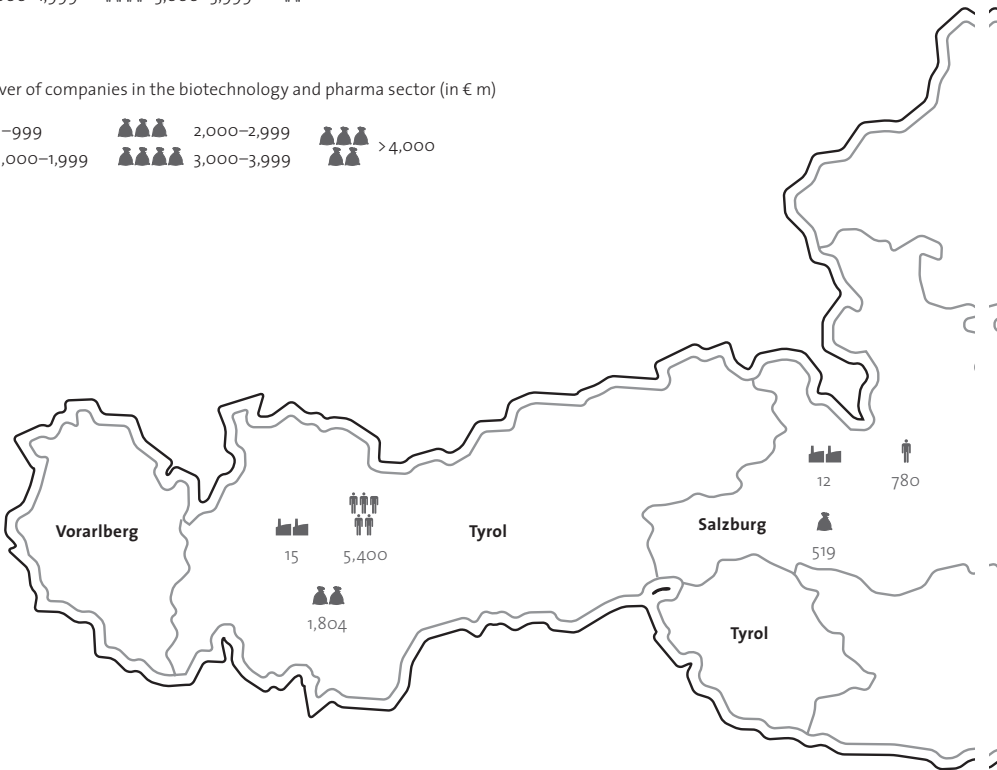 ver of companies in the biotechnology and pharma sector (in € m)
–999
2,000–2,999
>4,000
,000–1,999
3,000–3,999
12
780
Vorarlberg
Tyrol
Salzburg
15
5,400
519
1,804
Tyrol